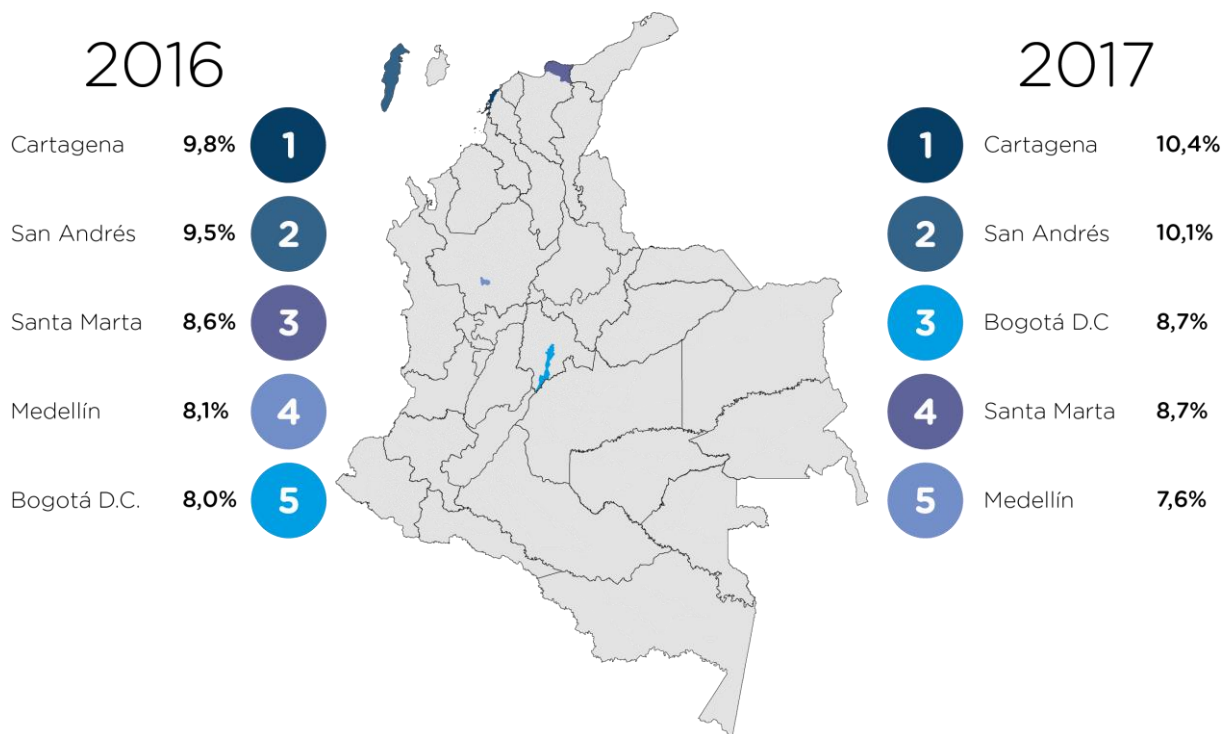 2016
Cartagena 9,8% 1
San Andrés 9,5% 2
Santa Marta 8,6% 3
Medellín 8,1% 4
Bogotá D.C. 8,0% 5
2017
1 Cartagena 10,4%
2 San Andrés 10,1%
3 Bogotá D.C 8,7%
4 Santa Marta 8,7%
5 Medellín 7,6%